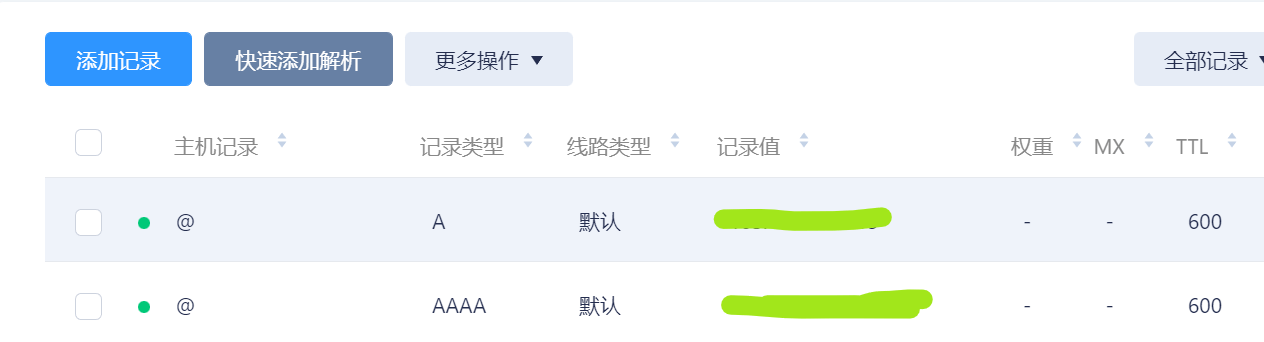 添加记录 快速添加解析 更多操作 全部记录
主机记录 记录类型 线路类型 记录值 权重 MX TTL
@ A 默认 - - 600
@ AAAA 默认 - - 600